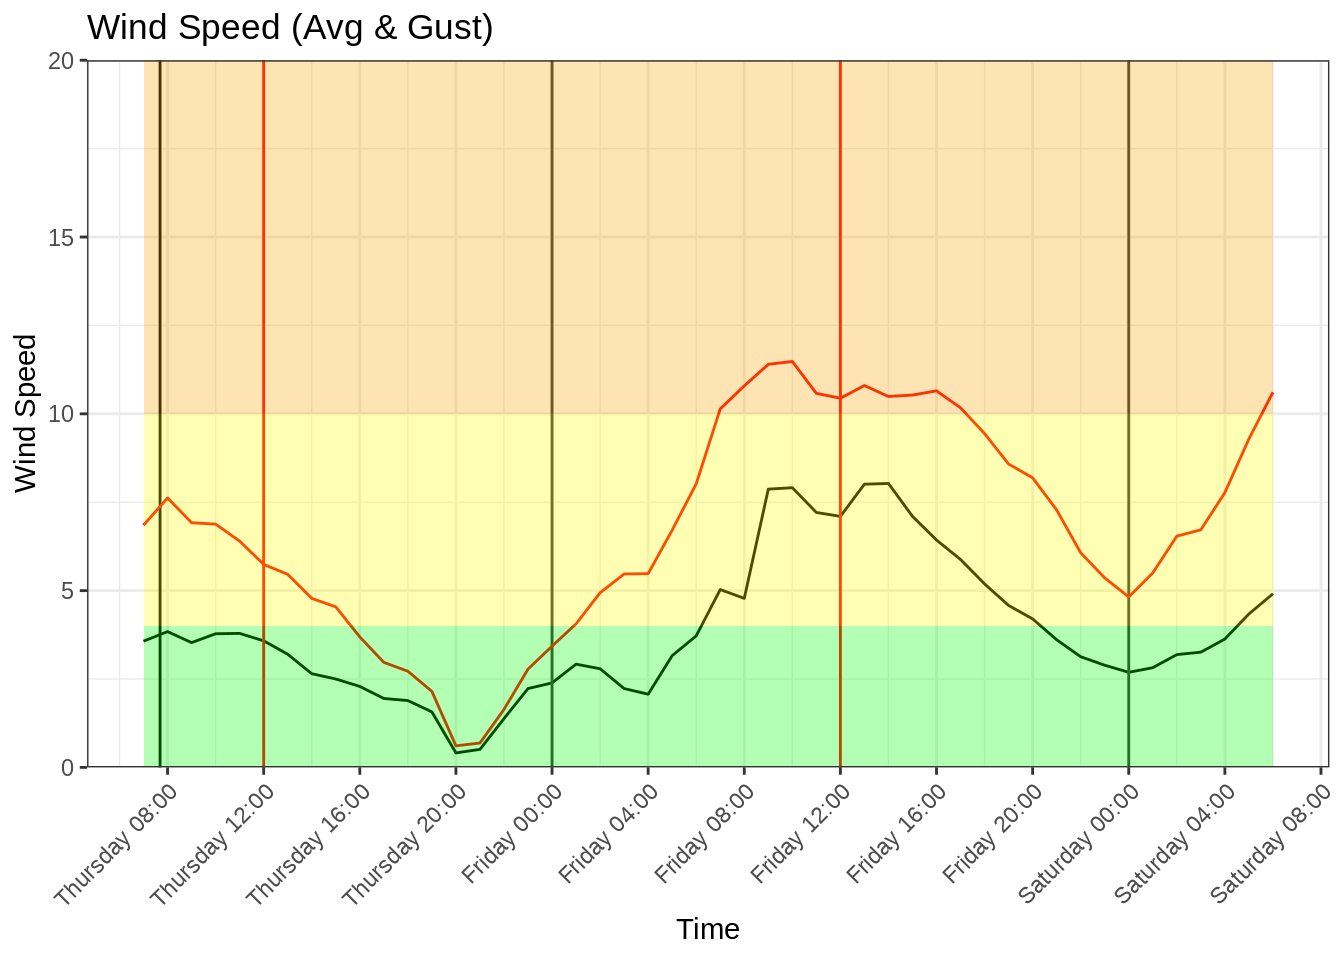 Wind Speed (Avg & Gust)
20
15
10
5
0
Wind Speed
Thursday 08:00
Thursday 12:00
Thursday 16:00
Thursday 20:00
Friday 00:00
Friday 04:00
Friday 08:00
Friday 12:00
Friday 16:00
Friday 20:00
Saturday 00:00
Saturday 04:00
Saturday 08:00
Time